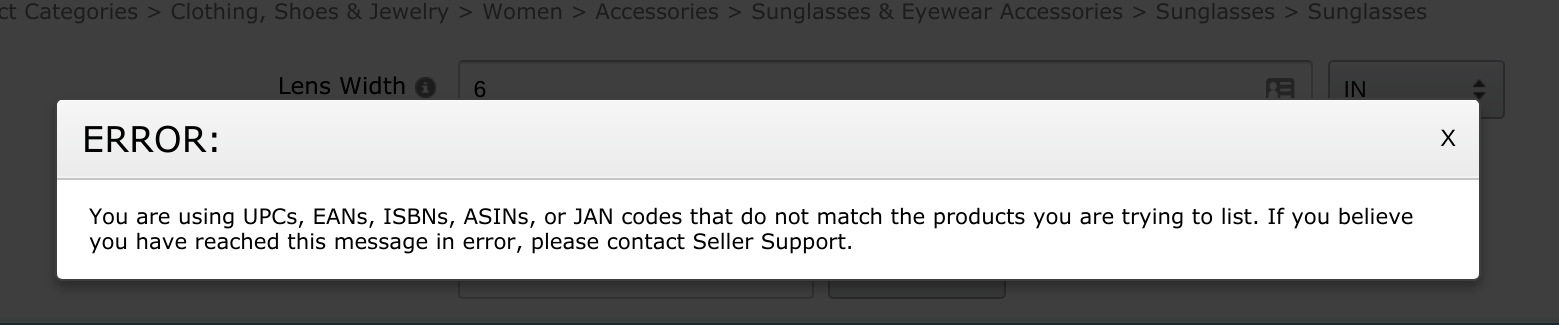 ct Categories > Clothing, Shoes & Jewelry > Women > Accessories > Sunglasses & Eyewear Accessories > Sunglasses > Sunglasses
Lens Width
6
IN
ERROR:
X
You are using UPCs, EANs, ISBNs, ASINs, or JAN codes that do not match the products you are trying to list. If you believe
you have reached this message in error, please contact Seller Support.